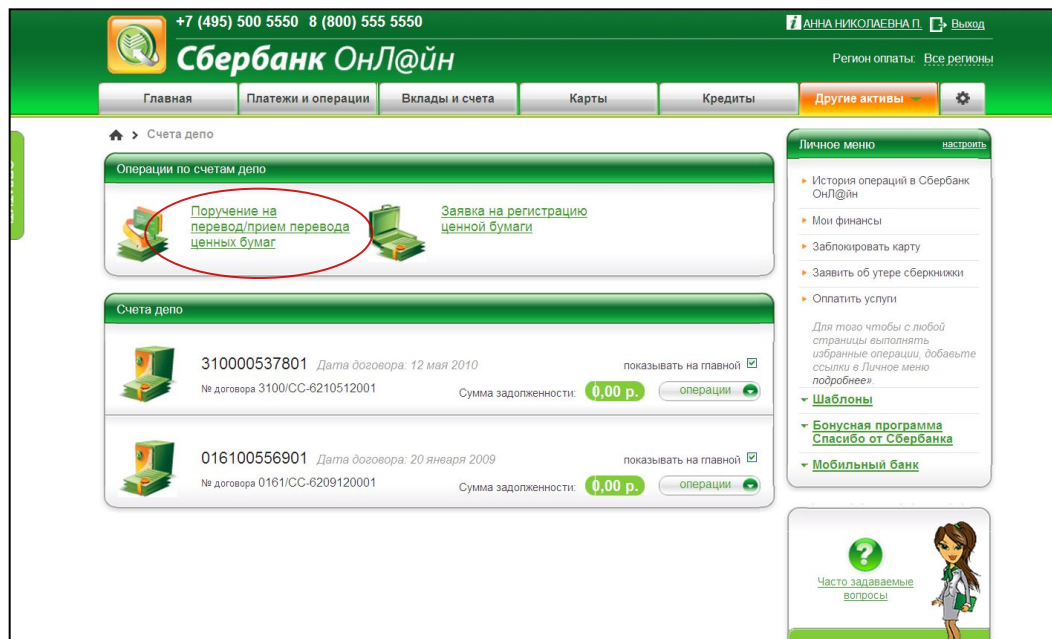 +7 (495) 500 5550 8 (800) 555 5550
АННА НИКОЛАЕВНА П. Выход
Сбербанк ОнЛ@йн
Регион оплаты: Все регионы
Главная Платежи и операции Вклады и счета Карты Кредиты Другие активы
Счета депо
Операции по счетам депо
Поручение на
перевод/прием перевода
ценных бумаг
Заявка на регистрацию
ценной бумаги
Счета депо
310000537801 Дата договора: 12 мая 2010 показывать на главной
№ договора 3100/СС-6210512001 Сумма задолженности: 0,00 р. операции
016100556901 Дата договора: 20 января 2009 показывать на главной
№ договора 0161/СС-6209120001 Сумма задолженности: 0,00 р. операции
Личное меню настроить
История операций в Сбербанк
ОнЛ@йн
Мои финансы
Заблокировать карту
Заявить об утере сберкнижки
Оплатить услуги
Для того чтобы с любой
страницы выполнять
избранные операции, добавьте
ссылки в Личное меню
подробнее».
Шаблоны
Бонусная программа
Спасибо от Сбербанка
Мобильный банк
Часто задаваемые
вопросы